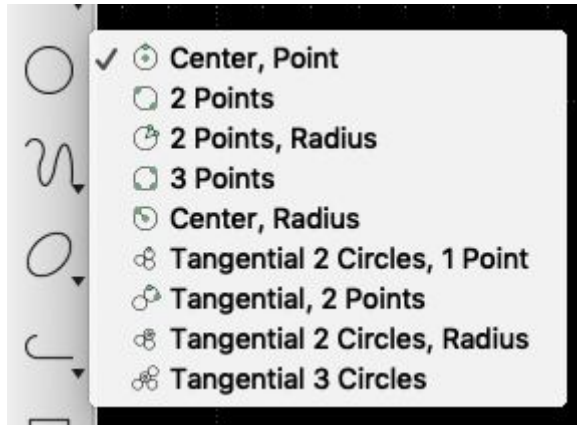 Center, Point
2 Points
2 Points, Radius
3 Points
Center, Radius
Tangential 2 Circles, 1 Point
Tangential, 2 Points
Tangential 2 Circles, Radius
Tangential 3 Circles